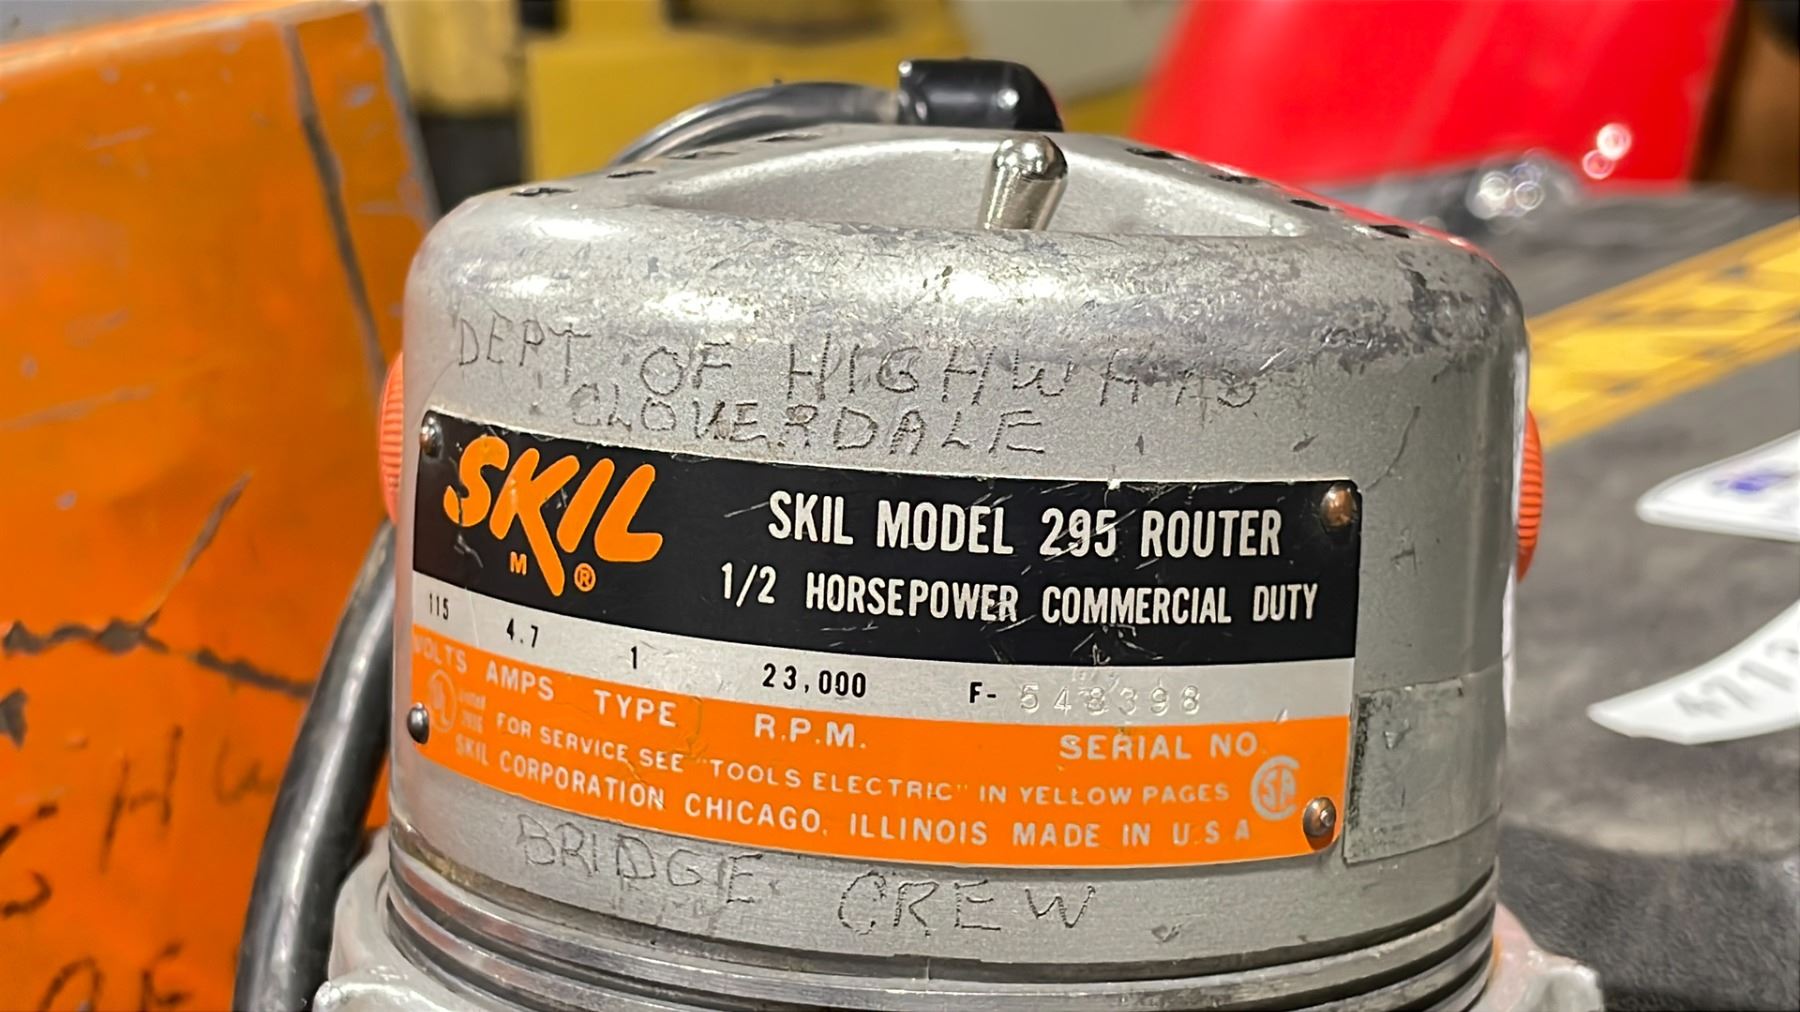 DEPT OF HIGHWAYS
CLOVERDALE
SKIL
M ®
SKIL MODEL 295 ROUTER
1/2 HORSEPOWER COMMERCIAL DUTY
115 4.7 1 23,000 F- 548398
VOLTS AMPS TYPE R.P.M. SERIAL NO.
UL
FOR SERVICE SEE "TOOLS ELECTRIC" IN YELLOW PAGES
SKIL CORPORATION CHICAGO, ILLINOIS MADE IN U.S.A
BRIDGE CREW